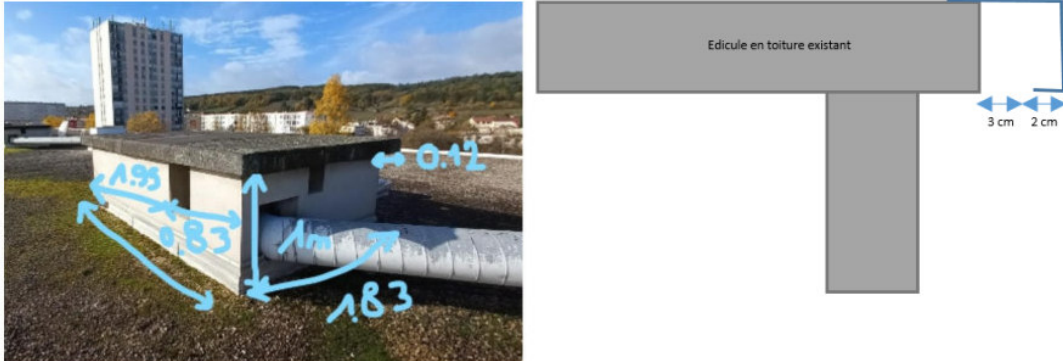 0.12
1.95
0.83
1m
1.83
Edicule en toiture existant
3 cm
2 cm